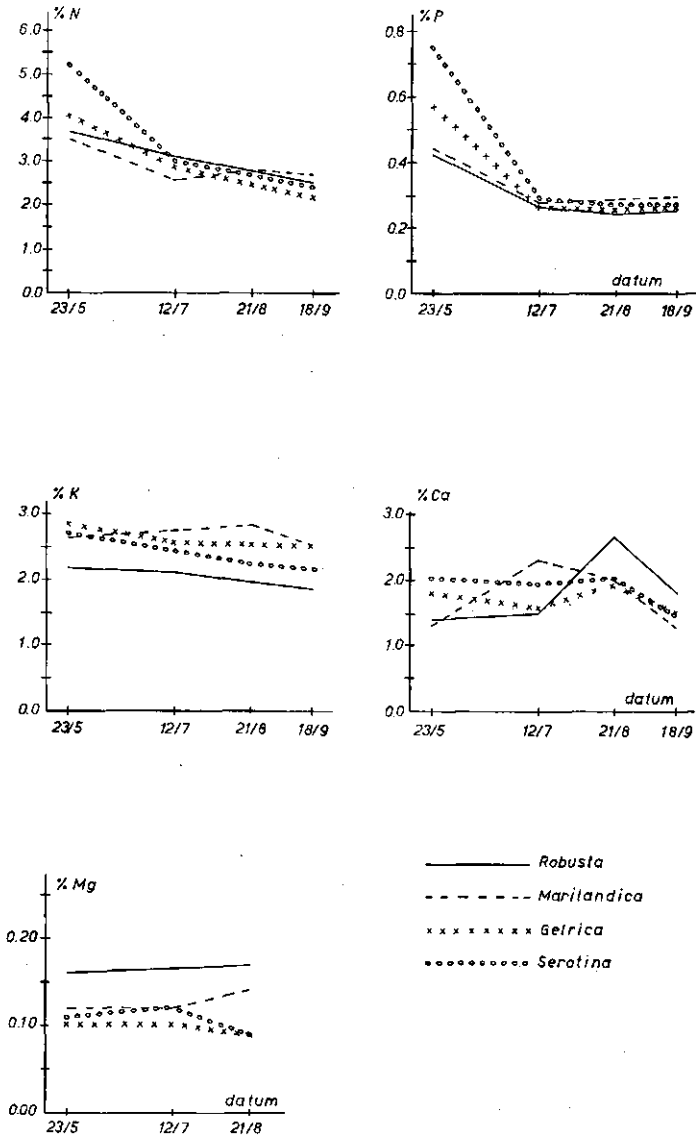 % N
6.0
5.0
4.0
3.0
2.0
1.0
0.0
23/5 12/7 21/8 18/9
% P
0.8
0.6
0.4
0.2
0.0
datum
23/5 12/7 21/8 18/9
% K
3.0
2.0
1.0
0.0
23/5 12/7 21/8 18/9
% Ca
3.0
2.0
1.0
0.0
datum
23/5 12/7 21/8 18/9
% Mg
0.20
0.10
0.00
datum
23/5 12/7 21/8
Robusta
Marilandica
Gelrica
Serotina